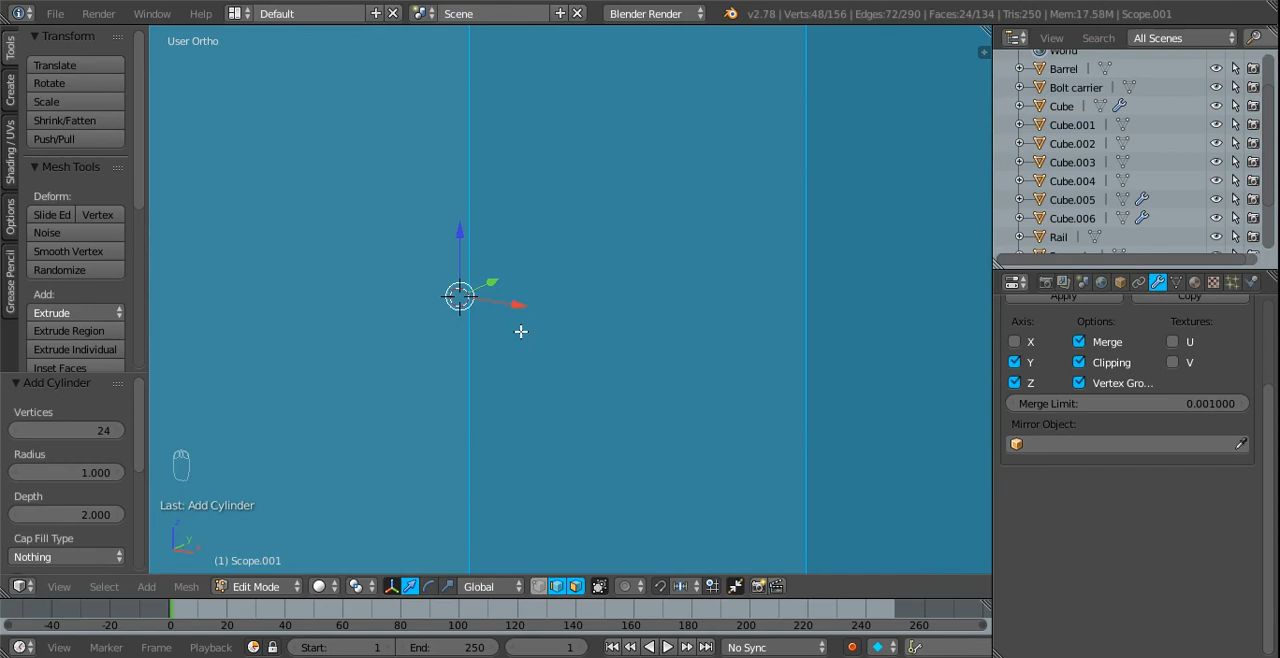 File Render Window Help Default Scene Blender Render v2.78 | Verts:48/156 | Edges:72/290 | Faces:24/134 | Tris:250 | Mem:17.58M | Scope.001
Tools
Create
Shading / UVs
Options
Grease Pencil
Transform
Translate
Rotate
Scale
Shrink/Fatten
Push/Pull
Mesh Tools
Deform:
Slide Ed Vertex
Noise
Smooth Vertex
Randomize
Add:
Extrude
Extrude Region
Extrude Individual
Inset Faces
Add Cylinder
Vertices
24
Radius
1.000
Depth
2.000
Cap Fill Type
Nothing
User Ortho
Last: Add Cylinder
z
y
x
(1) Scope.001
View Select Add Mesh Edit Mode Global
-40 -20 0 20 40 60 80 100 120 140 160 180 200 220 240 260
View Marker Frame Playback Start: 1 End: 250 1 No Sync
View Search All Scenes
World
Barrel
Bolt carrier
Cube
Cube.001
Cube.002
Cube.003
Cube.004
Cube.005
Cube.006
Rail
Apply Copy
Axis: Options: Textures:
X Merge U
Y Clipping V
Z Vertex Gro...
Merge Limit: 0.001000
Mirror Object: